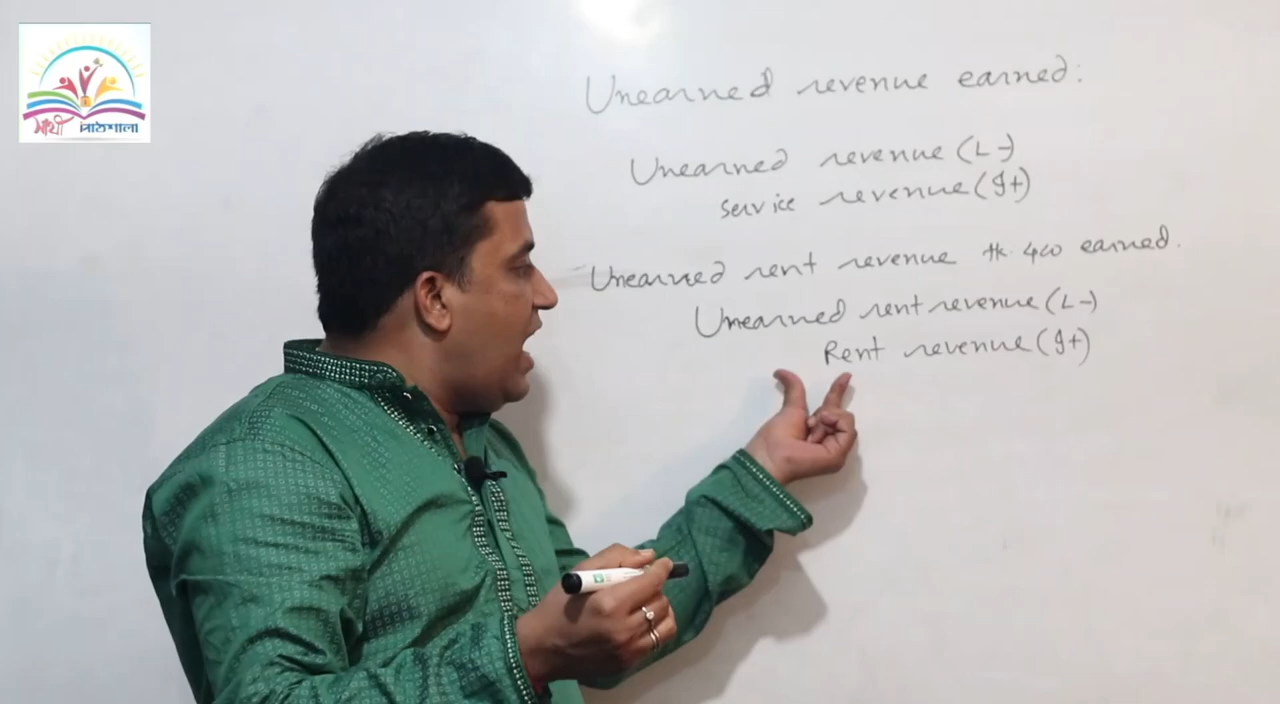 সাথী পাঠশালা
Unearned revenue earned:
Unearned revenue (L-)
service revenue (I+)
Unearned rent revenue tk. 400 earned.
Unearned rent revenue (L-)
Rent revenue (I+)